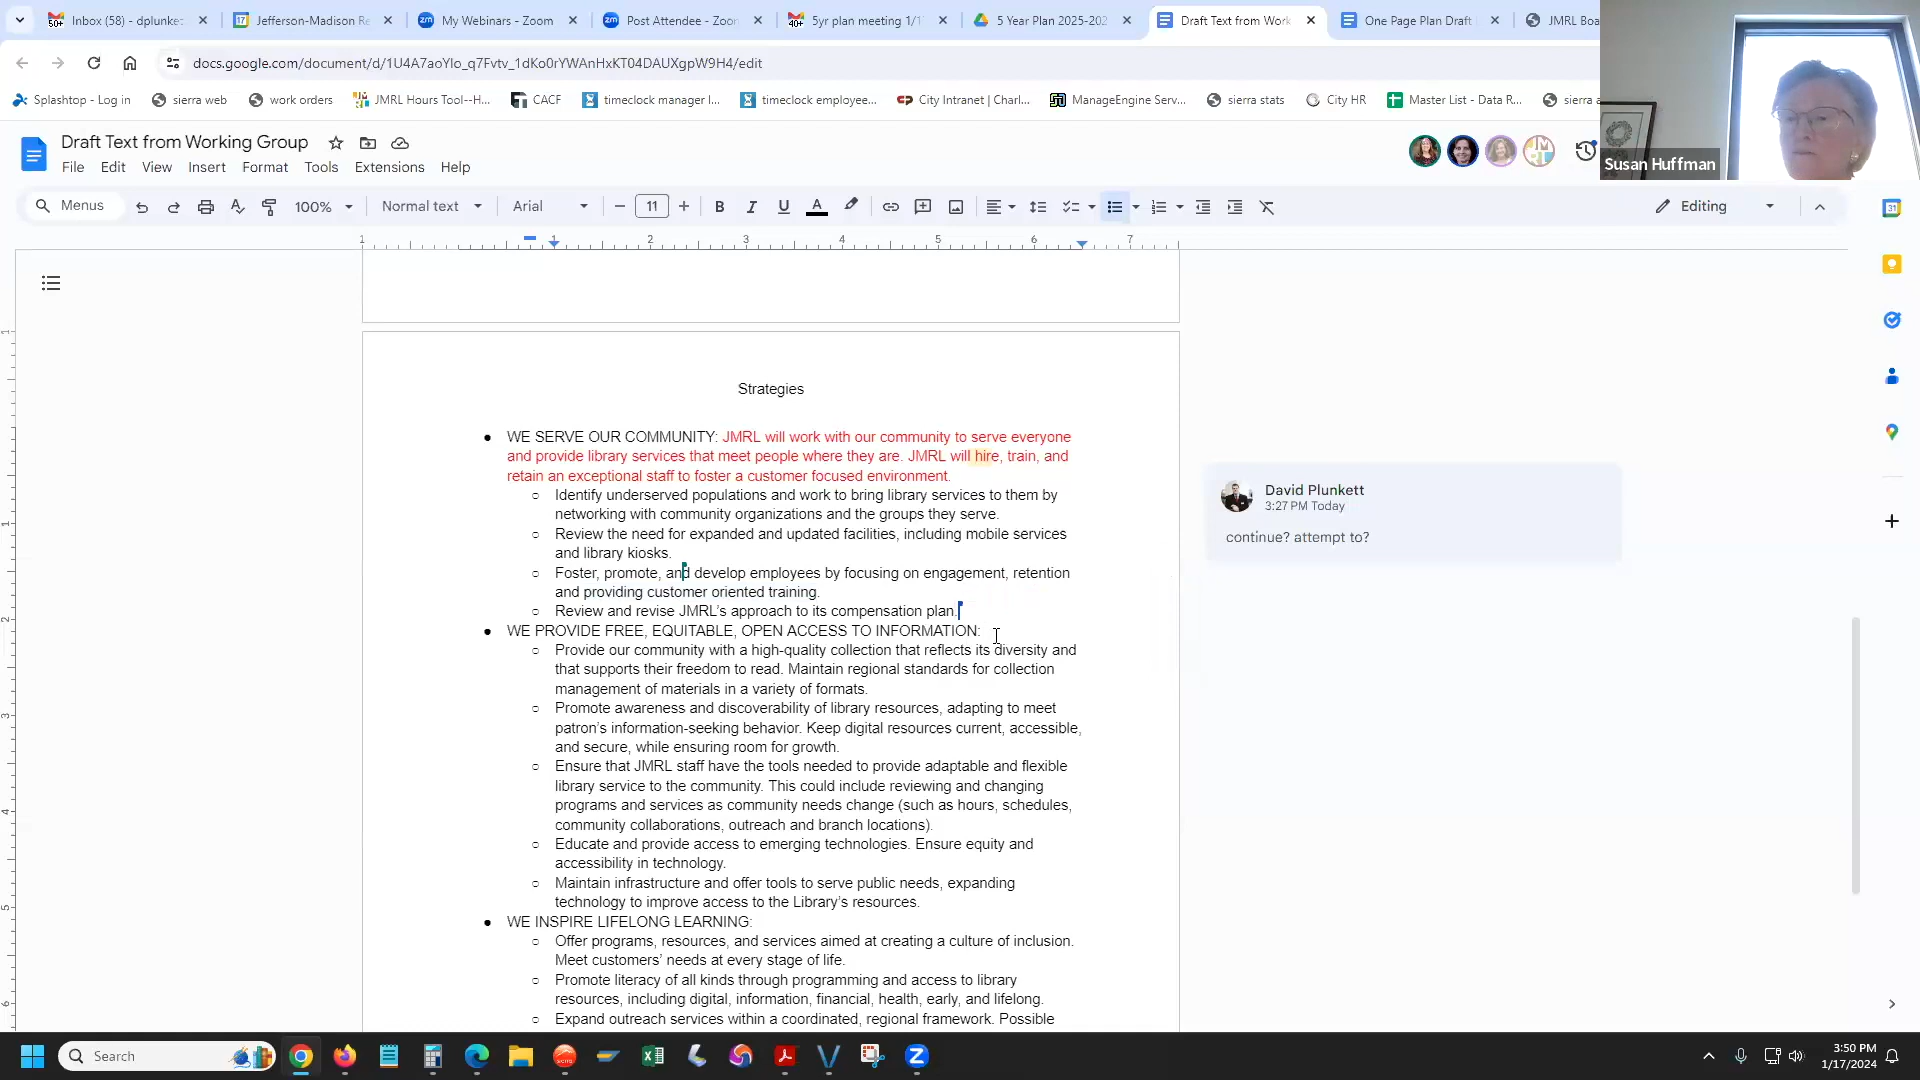 Inbox (58) - dplunke
Jefferson-Madison Re
My Webinars - Zoom
Post Attendee - Zoom
5yr plan meeting 1/1
5 Year Plan 2025-202
Draft Text from Work
One Page Plan Draft
JMRL Boa
docs.google.com/document/d/1U4A7aoYlo_q7Fvtv_1dKo0rYWAnHxKT04DAUXgpW9H4/edit
Splashtop - Log in
sierra web
work orders
JMRL Hours Tool--H...
CACF
timeclock manager l...
timeclock employee...
City Intranet | Charl...
ManageEngine Serv...
sierra stats
City HR
Master List - Data R...
sierra a
Susan Huffman
Draft Text from Working Group
File Edit View Insert Format Tools Extensions Help
Menus 100% Normal text Arial 11 Editing
1 1 2 3 4 5 6 7
Strategies
● WE SERVE OUR COMMUNITY: JMRL will work with our community to serve everyone
and provide library services that meet people where they are. JMRL will hire, train, and
retain an exceptional staff to foster a customer focused environment.
○ Identify underserved populations and work to bring library services to them by
networking with community organizations and the groups they serve.
○ Review the need for expanded and updated facilities, including mobile services
and library kiosks.
○ Foster, promote, and develop employees by focusing on engagement, retention
and providing customer oriented training.
○ Review and revise JMRL's approach to its compensation plan.
● WE PROVIDE FREE, EQUITABLE, OPEN ACCESS TO INFORMATION:
○ Provide our community with a high-quality collection that reflects its diversity and
that supports their freedom to read. Maintain regional standards for collection
management of materials in a variety of formats.
○ Promote awareness and discoverability of library resources, adapting to meet
patron's information-seeking behavior. Keep digital resources current, accessible,
and secure, while ensuring room for growth.
○ Ensure that JMRL staff have the tools needed to provide adaptable and flexible
library service to the community. This could include reviewing and changing
programs and services as community needs change (such as hours, schedules,
community collaborations, outreach and branch locations).
○ Educate and provide access to emerging technologies. Ensure equity and
accessibility in technology.
○ Maintain infrastructure and offer tools to serve public needs, expanding
technology to improve access to the Library's resources.
● WE INSPIRE LIFELONG LEARNING:
○ Offer programs, resources, and services aimed at creating a culture of inclusion.
Meet customers' needs at every stage of life.
○ Promote literacy of all kinds through programming and access to library
resources, including digital, information, financial, health, early, and lifelong.
○ Expand outreach services within a coordinated, regional framework. Possible
David Plunkett
3:27 PM Today
continue? attempt to?
Search
3:50 PM
1/17/2024